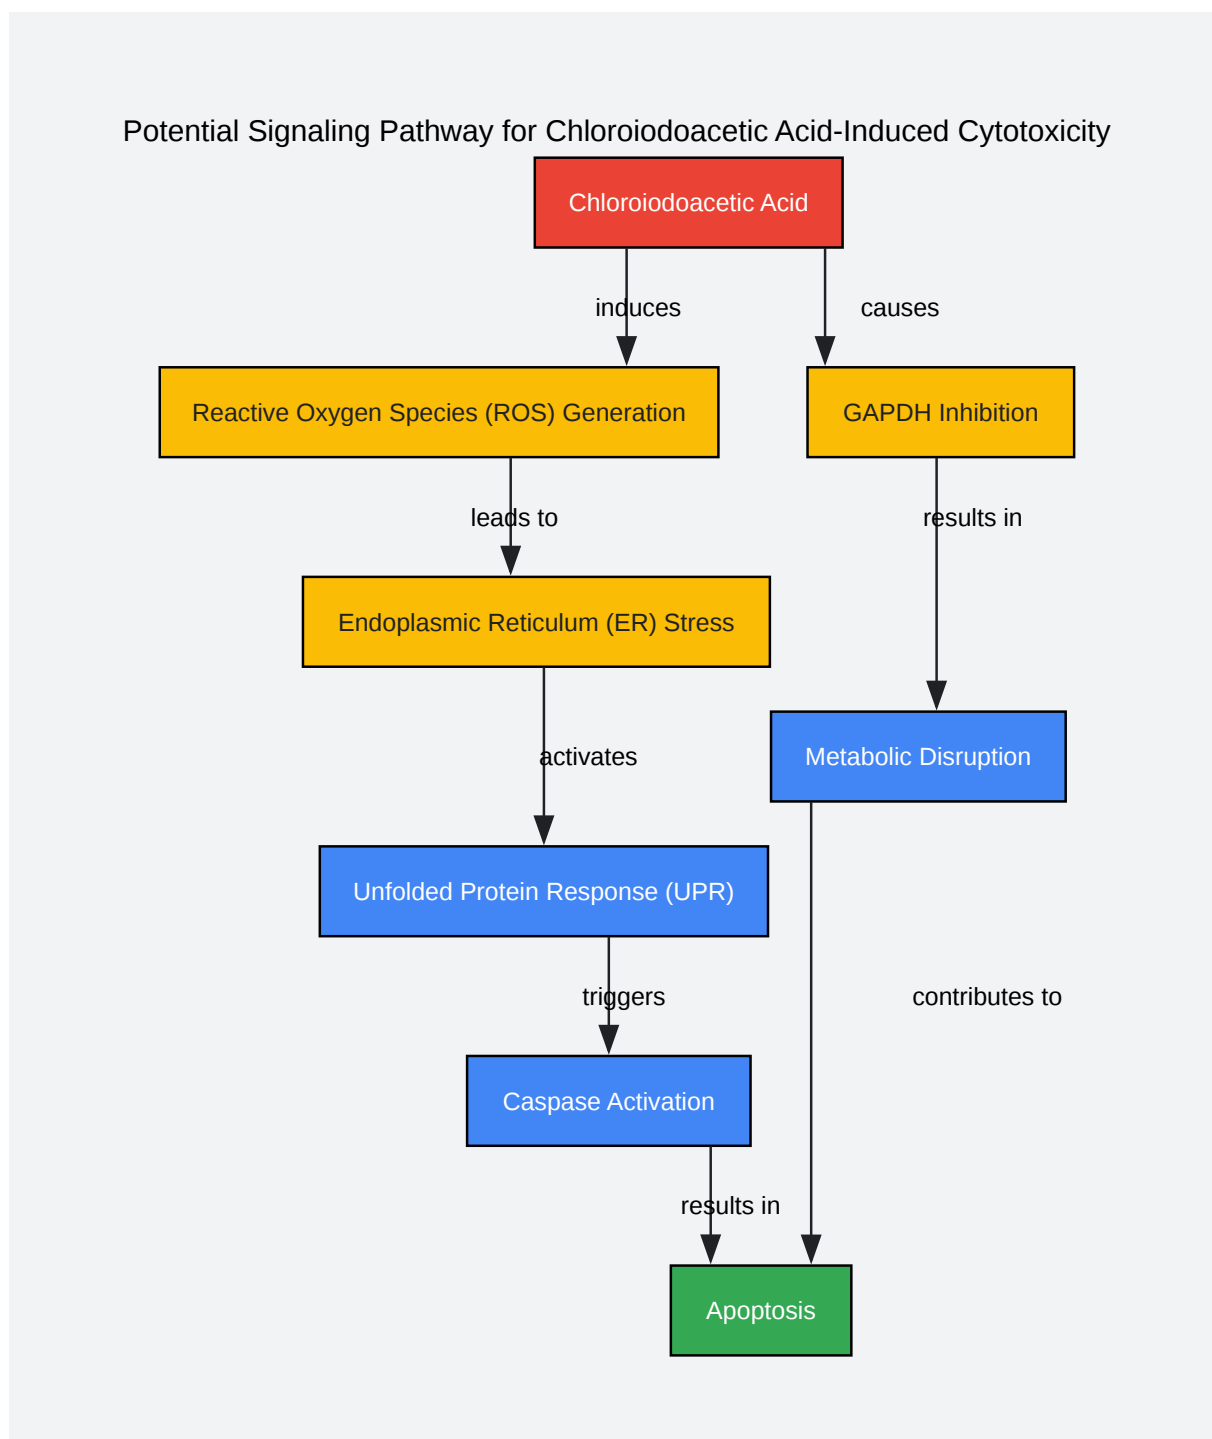 Potential Signaling Pathway for Chloroiodoacetic Acid-Induced Cytotoxicity
Chloroiodoacetic Acid
induces
causes
Reactive Oxygen Species (ROS) Generation
GAPDH Inhibition
leads to
results in
Endoplasmic Reticulum (ER) Stress
activates
Metabolic Disruption
Unfolded Protein Response (UPR)
triggers
contributes to
Caspase Activation
results in
Apoptosis